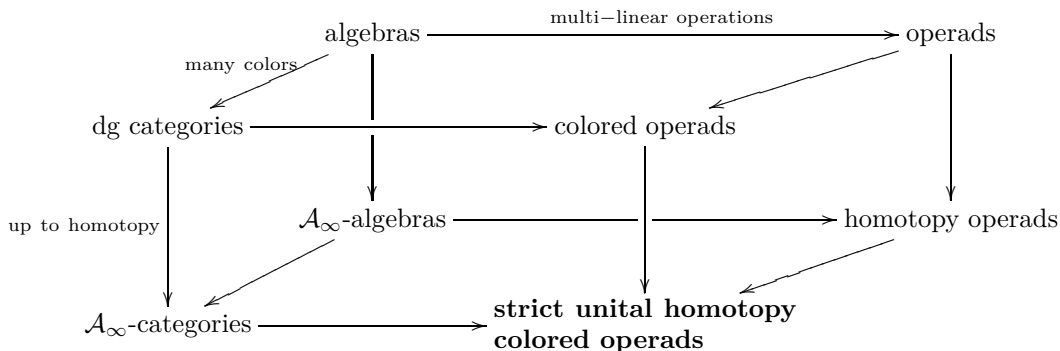 multi−linear operations
algebras
operads
many colors
dg categories
colored operads
up to homotopy
𝒜∞-algebras
homotopy operads
𝒜∞-categories
strict unital homotopy
colored operads